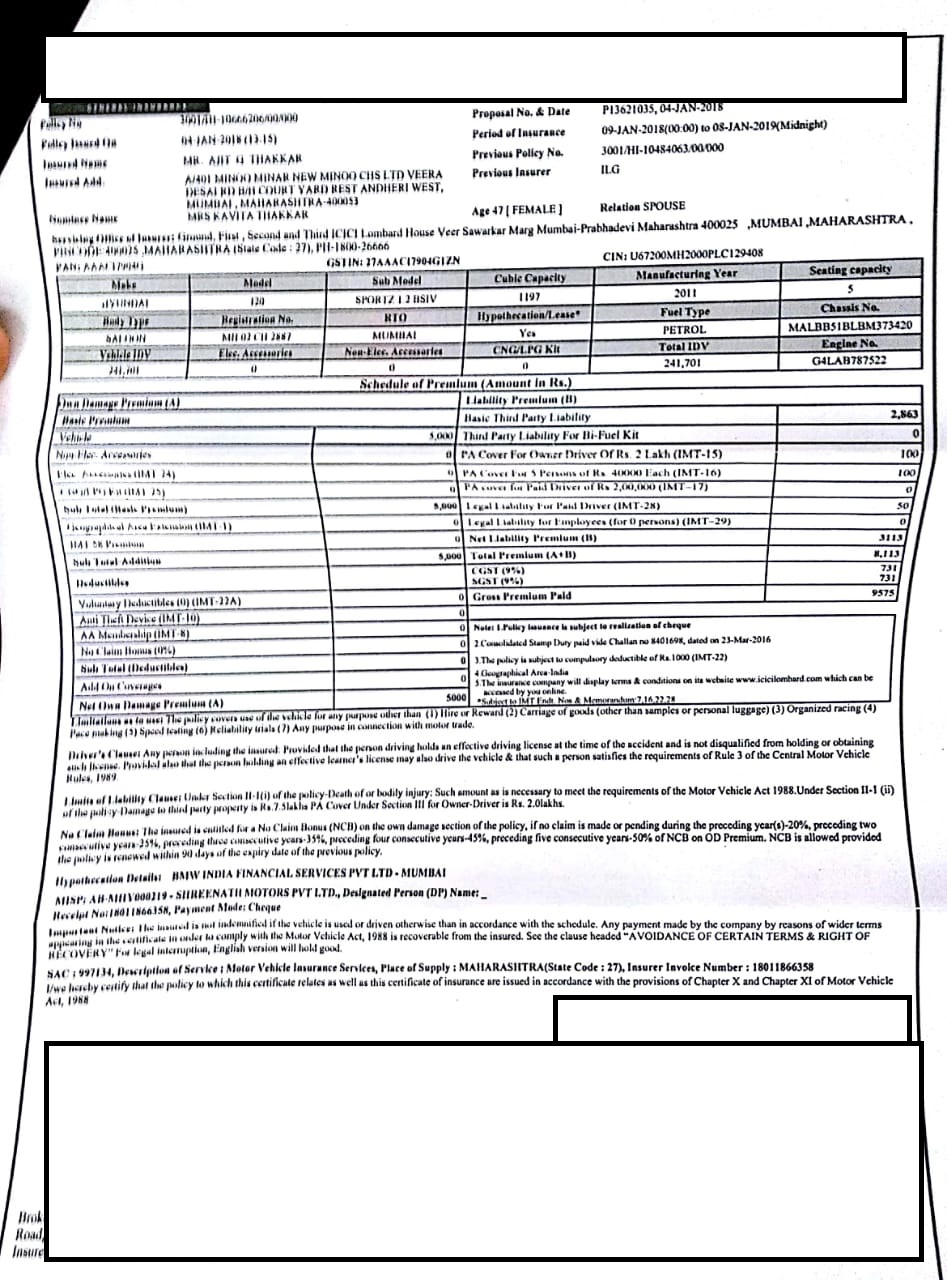 Policy No 3001/HI-10666206/00/000 Proposal No. & Date P13621035, 04-JAN-2018
Policy Issued On 04-JAN-2018 (13:15) Period of Insurance 09-JAN-2018(00:00) to 08-JAN-2019(Midnight)
Insured Name MR. AJIT G THAKKAR Previous Policy No. 3001/HI-10484063/00/000
Insured Add. A/401 MINOO MINAR NEW MINOO CHS LTD VEERA Previous Insurer ILG
DESAI RD B/H COURT YARD REST ANDHERI WEST,
MUMBAI, MAHARASHTRA-400053
Nominee Name MRS KAVITA THAKKAR Age 47 [ FEMALE ] Relation SPOUSE
Servicing Office of Insurer: Ground, First, Second and Third ICICI Lombard House Veer Sawarkar Marg Mumbai-Prabhadevi Maharashtra 400025 ,MUMBAI ,MAHARASHTRA .
PINCODE: 400025 ,MAHARASHTRA (State Code : 27), PH-1800-26666
GSTIN: 27AAACI7904G1ZN CIN: U67200MH2000PLC129408
Make Model Sub Model Cubic Capacity Manufacturing Year Seating capacity
HYUNDAI I20 SPORTZ 1.2 BSIV 1197 2011 5
Body Type Registration No. RTO Hypothecation/Lease* Fuel Type Chassis No.
SALOON MH 02 CH 2887 MUMBAI Yes PETROL MALBB51BLBM373420
Vehicle IDV Elec. Accessories Non-Elec. Accessories CNG/LPG Kit Total IDV Engine No.
241,701 0 0 0 241,701 G4LAB787522
Schedule of Premium (Amount in Rs.)
Own Damage Premium (A) Liability Premium (B)
Basic Premium Basic Third Party Liability 2,863
Vehicle 5,000 Third Party Liability For Bi-Fuel Kit 0
Non-Elec. Accessories 0 PA Cover For Owner Driver Of Rs. 2 Lakh (IMT-15) 100
Elec. Accessories (IMT-24) 0 PA Cover For 5 Persons of Rs. 40000 Each (IMT-16) 100
0 PA cover for Paid Driver of Rs 2,00,000 (IMT-17) 0
Sub Total (Basic Premium) 5,000 Legal Liability For Paid Driver (IMT-28) 50
Geographical Area Extension (IMT-1) 0 Legal Liability for Employees (for 0 persons) (IMT-29) 0
0 Net Liability Premium (B) 3113
Sub Total Addition 5,000 Total Premium (A+B) 8,113
Deductibles CGST (9%) 731
SGST (9%) 731
Voluntary Deductibles (0) (IMT-22A) 0 Gross Premium Paid 9575
Anti Theft Device (IMT-10) 0
AA Membership (IMT-8) 0 Note: 1.Policy issuance is subject to realization of cheque
No Claim Bonus (0%) 0 2.Consolidated Stamp Duty paid vide Challan no 8401698, dated on 23-Mar-2016
Sub Total (Deductibles) 0 3.The policy is subject to compulsory deductible of Rs.1000 (IMT-22)
Add On Coverages 0 4.Geographical Area-India
5.The insurance company will display terms & conditions on its website www.icicilombard.com which can be
accessed by you online.
Net Own Damage Premium (A) 5000 *Subject to IMT Endt. Nos & Memorandum:7,16,22,28
Limitations as to use: The policy covers use of the vehicle for any purpose other than (1) Hire or Reward (2) Carriage of goods (other than samples or personal luggage) (3) Organized racing (4)
Pace making (5) Speed testing (6) Reliability trials (7) Any purpose in connection with motor trade.
Driver's Clause: Any person including the insured: Provided that the person driving holds an effective driving license at the time of the accident and is not disqualified from holding or obtaining
such license. Provided also that the person holding an effective learner's license may also drive the vehicle & that such a person satisfies the requirements of Rule 3 of the Central Motor Vehicle
Rules, 1989.
Limits of Liability Clause: Under Section II-1(i) of the policy-Death of or bodily injury: Such amount as is necessary to meet the requirements of the Motor Vehicle Act 1988.Under Section II-1 (ii)
of the policy-Damage to third party property is Rs.7.5lakhs PA Cover Under Section III for Owner-Driver is Rs. 2.0lakhs.
No Claim Bonus: The insured is entitled for a No Claim Bonus (NCB) on the own damage section of the policy, if no claim is made or pending during the preceding year(s)-20%, preceding two
consecutive years-25%, preceding three consecutive years-35%, preceding four consecutive years-45%, preceding five consecutive years-50% of NCB on OD Premium. NCB is allowed provided
the policy is renewed within 90 days of the expiry date of the previous policy.
Hypothecation Details: BMW INDIA FINANCIAL SERVICES PVT LTD - MUMBAI
MISP: AB-MHIV000219 - SHREENATH MOTORS PVT LTD., Designated Person (DP) Name: _
Receipt No:18011866358, Payment Mode: Cheque
Important Notice: The insured is not indemnified if the vehicle is used or driven otherwise than in accordance with the schedule. Any payment made by the company by reasons of wider terms
appearing in the certificate in order to comply with the Motor Vehicle Act, 1988 is recoverable from the insured. See the clause headed "AVOIDANCE OF CERTAIN TERMS & RIGHT OF
RECOVERY" For legal interruption, English version will hold good.
SAC : 997134, Description of Service : Motor Vehicle Insurance Services, Place of Supply : MAHARASHTRA(State Code : 27), Insurer Invoice Number : 18011866358
I/we hereby certify that the policy to which this certificate relates as well as this certificate of insurance are issued in accordance with the provisions of Chapter X and Chapter XI of Motor Vehicle
Act, 1988
Brok
Road,
Insure